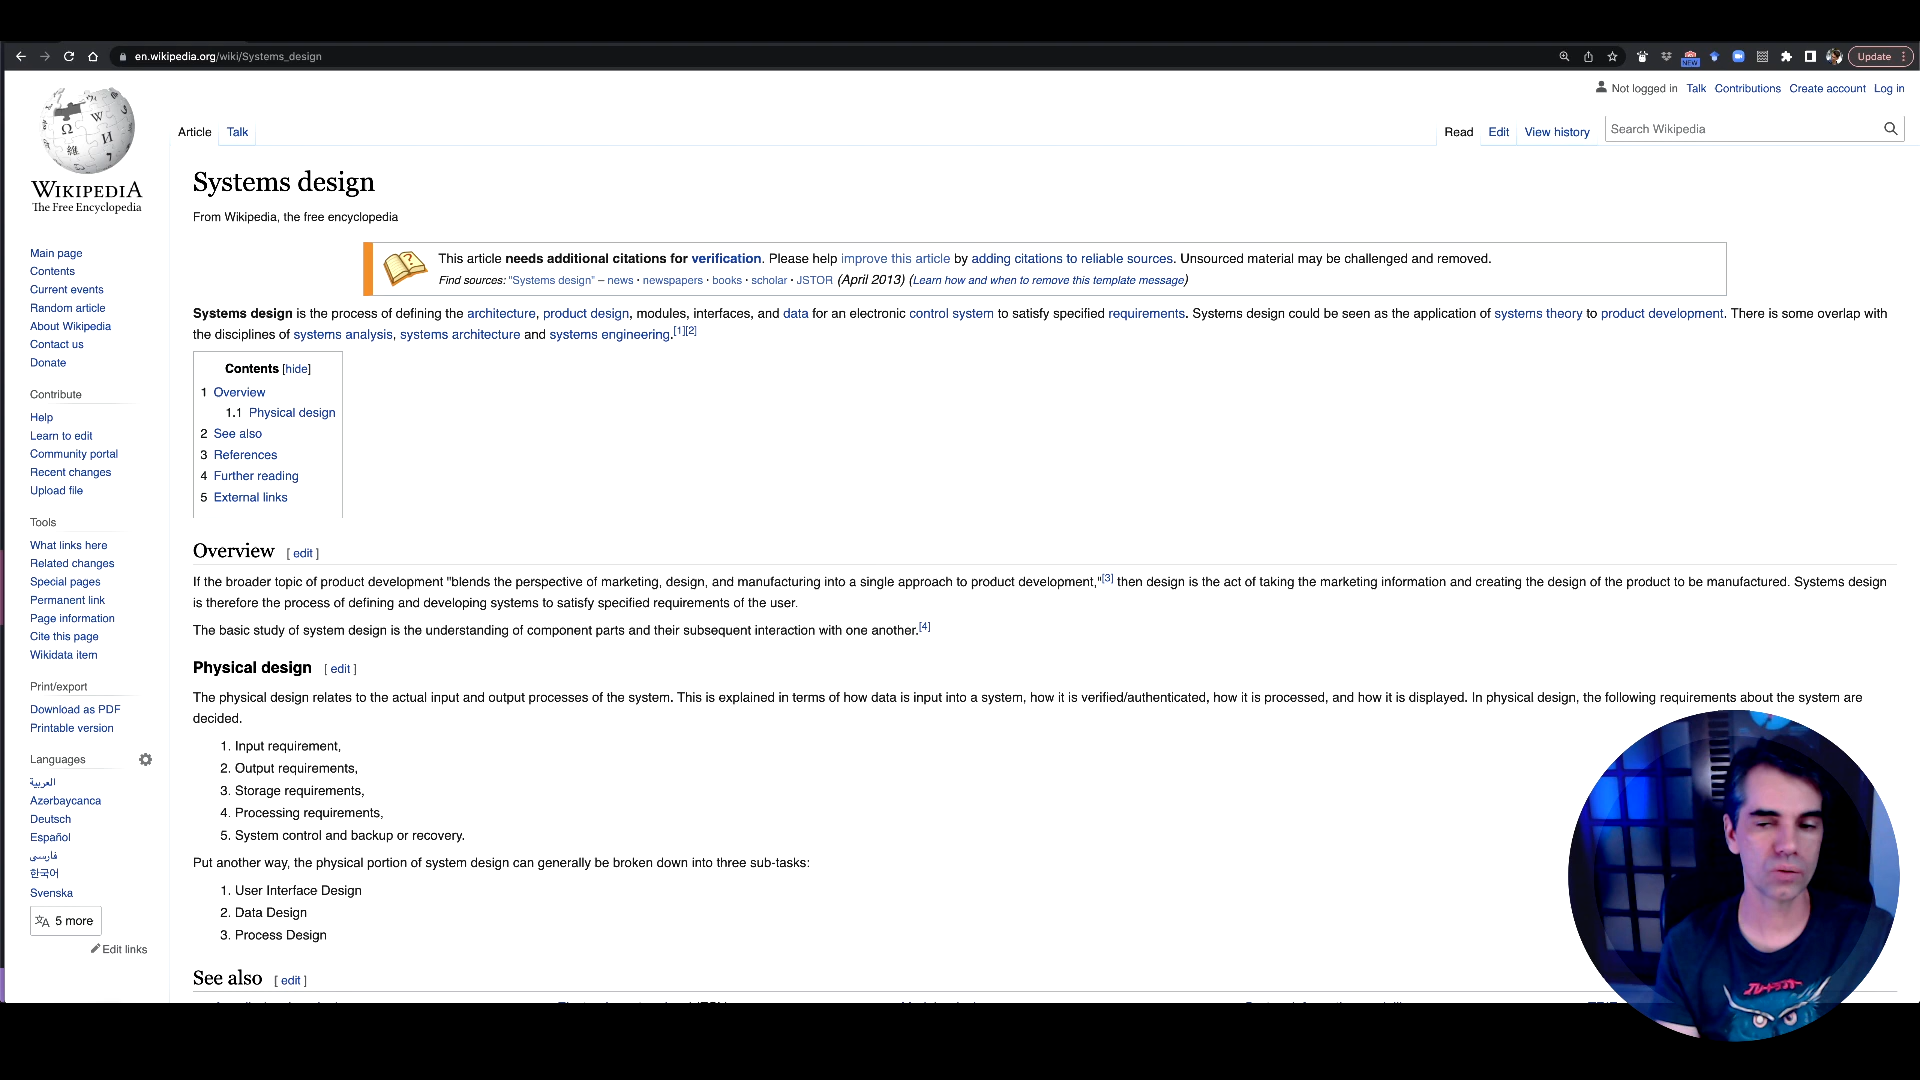 en.wikipedia.org/wiki/Systems_design
NEW
Update
Not logged in Talk Contributions Create account Log in
Article Talk
Read Edit View history Search Wikipedia
WIKIPEDIA
The Free Encyclopedia
Main page
Contents
Current events
Random article
About Wikipedia
Contact us
Donate
Contribute
Help
Learn to edit
Community portal
Recent changes
Upload file
Tools
What links here
Related changes
Special pages
Permanent link
Page information
Cite this page
Wikidata item
Print/export
Download as PDF
Printable version
Languages
العربية
Azərbaycanca
Deutsch
Español
فارسی
한국어
Svenska
5 more
Edit links
Systems design
From Wikipedia, the free encyclopedia
This article needs additional citations for verification. Please help improve this article by adding citations to reliable sources. Unsourced material may be challenged and removed.
Find sources: "Systems design" – news · newspapers · books · scholar · JSTOR (April 2013) (Learn how and when to remove this template message)
Systems design is the process of defining the architecture, product design, modules, interfaces, and data for an electronic control system to satisfy specified requirements. Systems design could be seen as the application of systems theory to product development. There is some overlap with
the disciplines of systems analysis, systems architecture and systems engineering.[1][2]
Contents [hide]
1 Overview
1.1 Physical design
2 See also
3 References
4 Further reading
5 External links
Overview [ edit ]
If the broader topic of product development "blends the perspective of marketing, design, and manufacturing into a single approach to product development,"[3] then design is the act of taking the marketing information and creating the design of the product to be manufactured. Systems design
is therefore the process of defining and developing systems to satisfy specified requirements of the user.
The basic study of system design is the understanding of component parts and their subsequent interaction with one another.[4]
Physical design [ edit ]
The physical design relates to the actual input and output processes of the system. This is explained in terms of how data is input into a system, how it is verified/authenticated, how it is processed, and how it is displayed. In physical design, the following requirements about the system are
decided.
1. Input requirement,
2. Output requirements,
3. Storage requirements,
4. Processing requirements,
5. System control and backup or recovery.
Put another way, the physical portion of system design can generally be broken down into three sub-tasks:
1. User Interface Design
2. Data Design
3. Process Design
See also [ edit ]